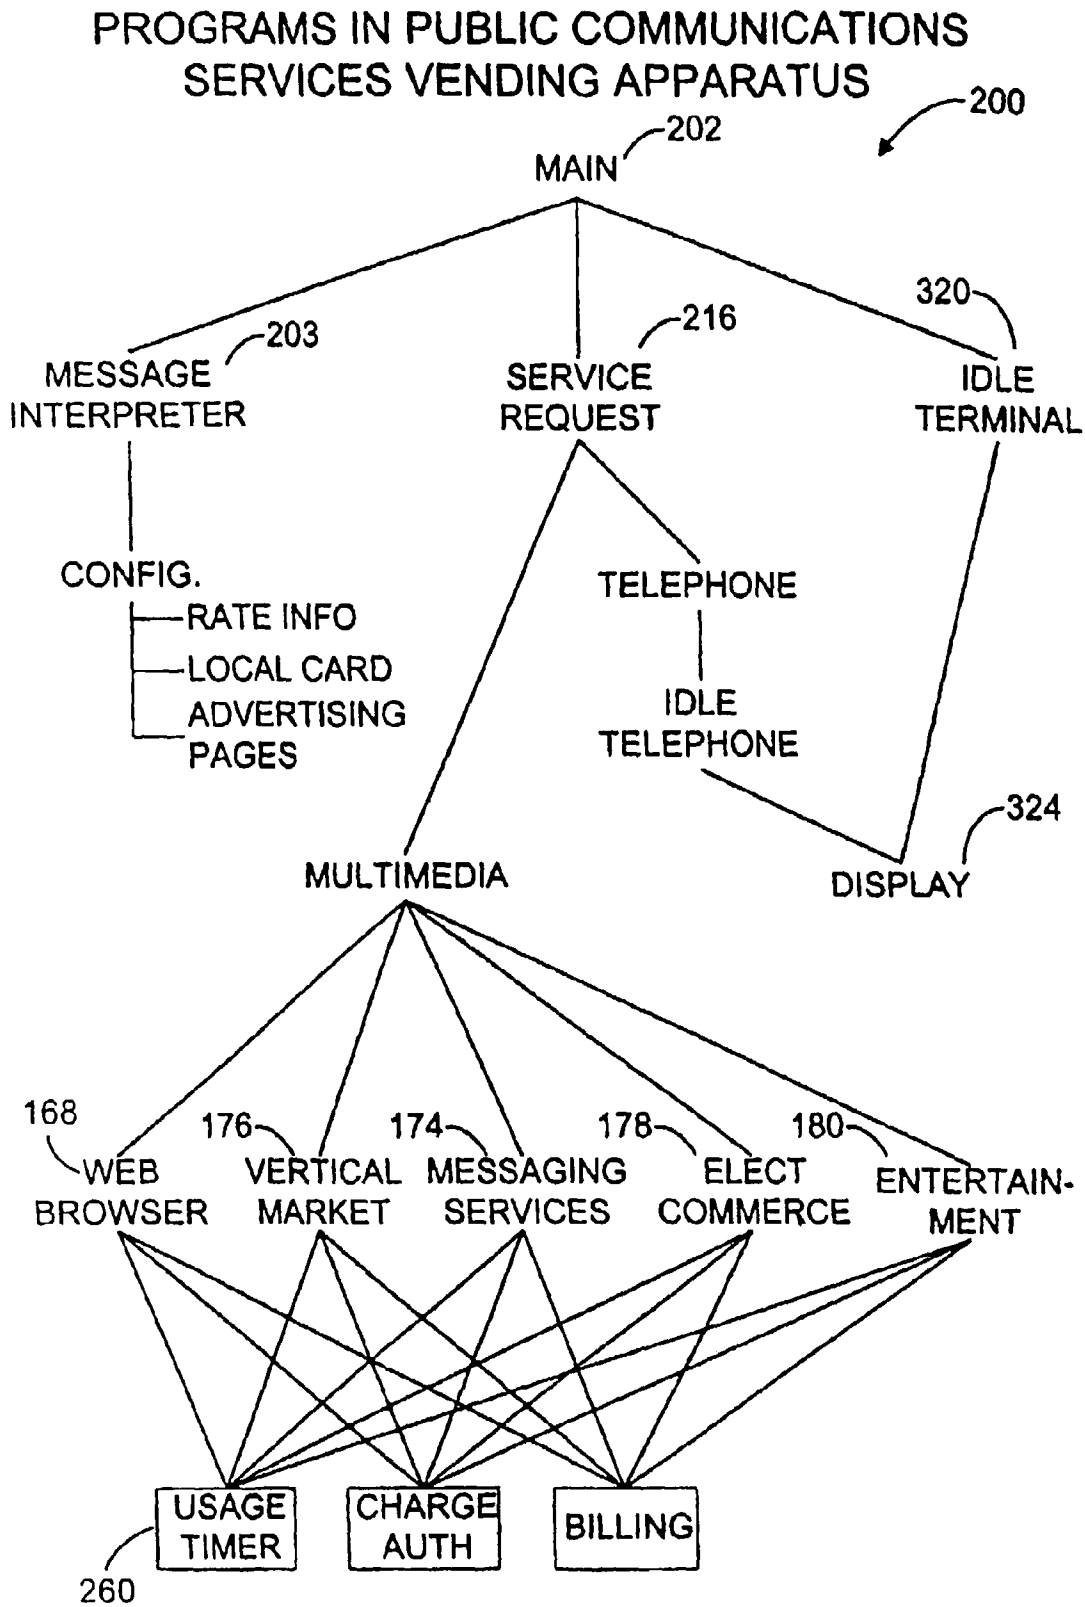 PROGRAMS IN PUBLIC COMMUNICATIONS
SERVICES VENDING APPARATUS
200
202
MAIN
320
216
203
MESSAGE
INTERPRETER
SERVICE
REQUEST
IDLE
TERMINAL
CONFIG.
RATE INFO
LOCAL CARD
ADVERTISING
PAGES
TELEPHONE
IDLE
TELEPHONE
324
MULTIMEDIA
DISPLAY
168
176
174
178
180
WEB
BROWSER
VERTICAL
MARKET
MESSAGING
SERVICES
ELECT
COMMERCE
ENTERTAIN-
MENT
USAGE
TIMER
CHARGE
AUTH
BILLING
260